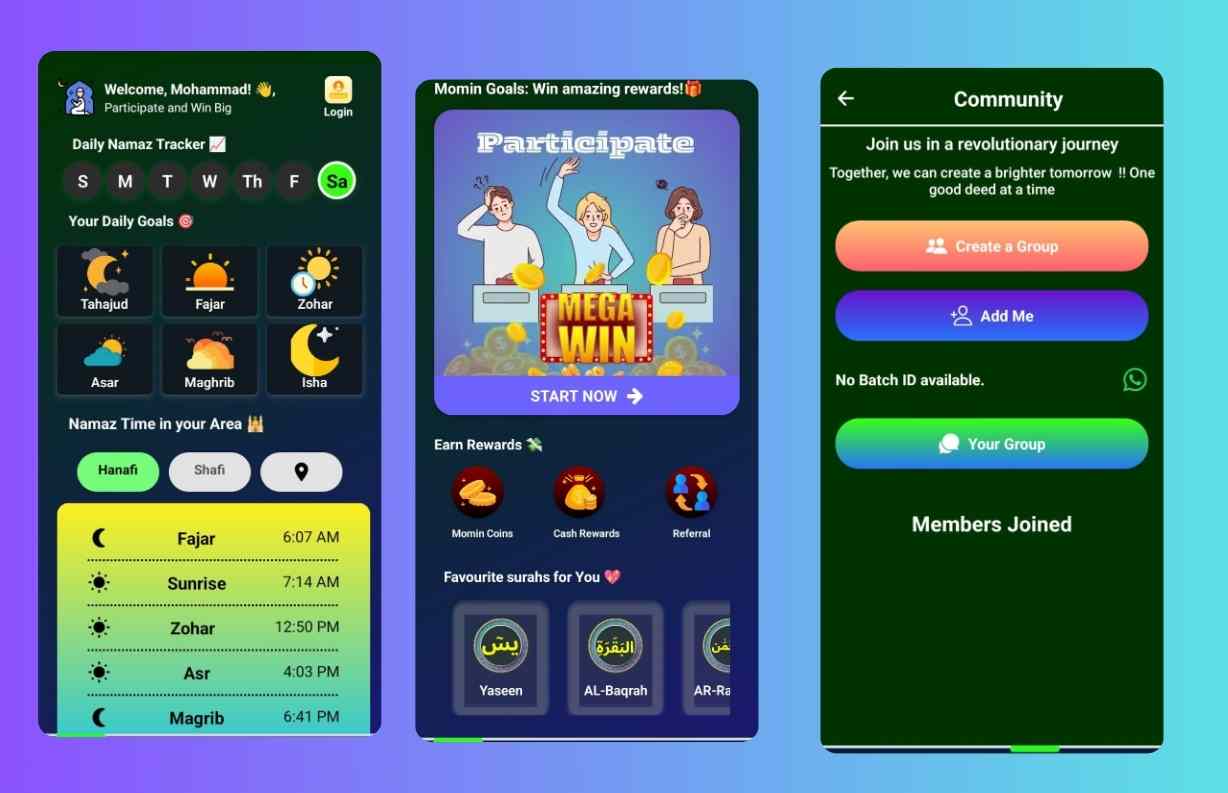 Welcome, Mohammad! 👋,
Participate and Win Big
Login
Daily Namaz Tracker 📈
S M T W Th F Sa
Your Daily Goals 🎯
Tahajud Fajar Zohar
Asar Maghrib Isha
Namaz Time in your Area 🕌
Hanafi Shafi
Fajar 6:07 AM
Sunrise 7:14 AM
Zohar 12:50 PM
Asr 4:03 PM
Magrib 6:41 PM
Momin Goals: Win amazing rewards!🎁
Participate
MEGA
WIN
START NOW
Earn Rewards 💸
Momin Coins Cash Rewards Referral
Favourite surahs for You 💖
يسٓ
البَقَرَة
Yaseen AL-Baqrah AR-Ra
Community
Join us in a revolutionary journey
Together, we can create a brighter tomorrow !! One
good deed at a time
Create a Group
Add Me
No Batch ID available.
Your Group
Members Joined